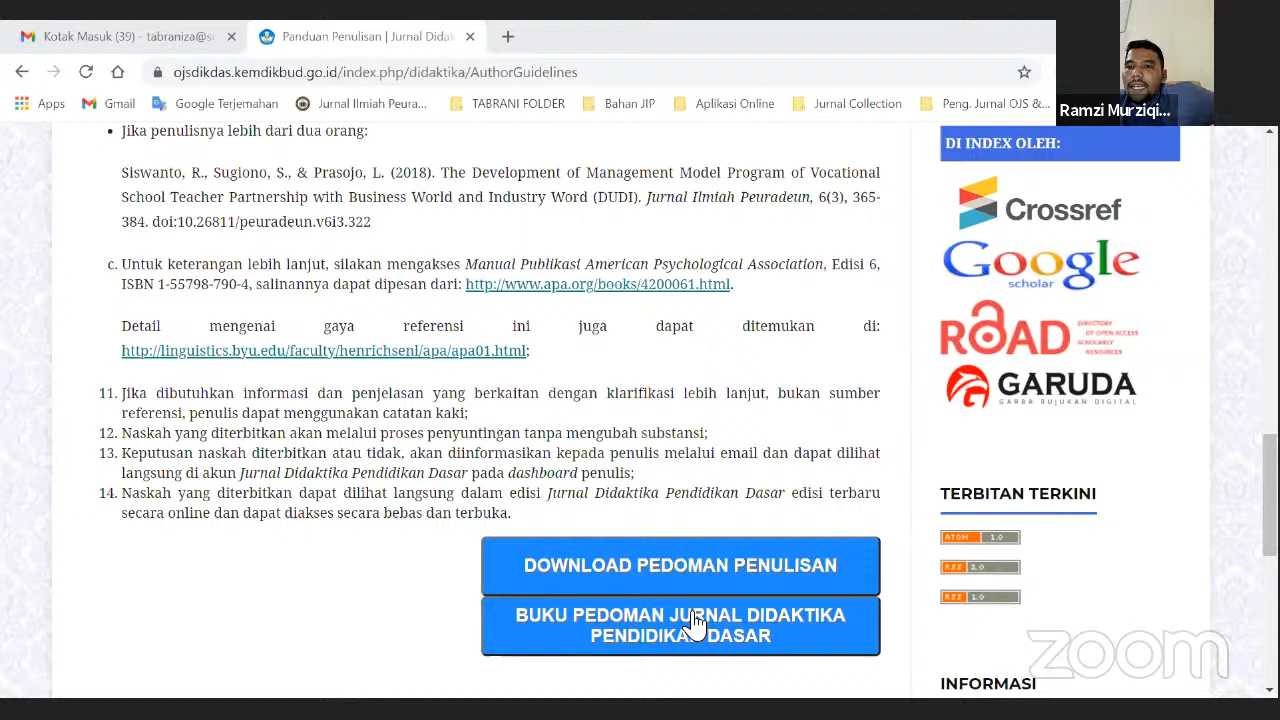 Kotak Masuk (39) - tabraniza@s
Panduan Penulisan | Jurnal Didak
ojsdikdas.kemdikbud.go.id/index.php/didaktika/AuthorGuidelines
Apps
Gmail
Google Terjemahan
Jurnal Ilmiah Peura...
TABRANI FOLDER
Bahan JIP
Aplikasi Online
Jurnal Collection
Peng. Jurnal OJS &...
Ramzi Murziqi...
• Jika penulisnya lebih dari dua orang:
Siswanto, R., Sugiono, S., & Prasojo, L. (2018). The Development of Management Model Program of Vocational
School Teacher Partnership with Business World and Industry Word (DUDI). Jurnal Ilmiah Peuradeun, 6(3), 365-
384. doi:10.26811/peuradeun.v6i3.322
c. Untuk keterangan lebih lanjut, silakan mengakses Manual Publikasi American Psychological Association, Edisi 6,
ISBN 1-55798-790-4, salinannya dapat dipesan dari: http://www.apa.org/books/4200061.html.
Detail mengenai gaya referensi ini juga dapat ditemukan di:
http://linguistics.byu.edu/faculty/henrichsenl/apa/apa01.html;
11. Jika dibutuhkan informasi dan penjelasan yang berkaitan dengan klarifikasi lebih lanjut, bukan sumber
referensi, penulis dapat menggunakan catatan kaki;
12. Naskah yang diterbitkan akan melalui proses penyuntingan tanpa mengubah substansi;
13. Keputusan naskah diterbitkan atau tidak, akan diinformasikan kepada penulis melalui email dan dapat dilihat
langsung di akun Jurnal Didaktika Pendidikan Dasar pada dashboard penulis;
14. Naskah yang diterbitkan dapat dilihat langsung dalam edisi Jurnal Didaktika Pendidikan Dasar edisi terbaru
secara online dan dapat diakses secara bebas dan terbuka.
DOWNLOAD PEDOMAN PENULISAN
BUKU PEDOMAN JURNAL DIDAKTIKA
PENDIDIKAN DASAR
DI INDEX OLEH:
Crossref
Google
scholar
ROAD
DIRECTORY
OF OPEN ACCESS
SCHOLARLY
RESOURCES
GARUDA
GARBA RUJUKAN DIGITAL
TERBITAN TERKINI
ATOM 1.0
RSS 2.0
RSS 1.0
INFORMASI
zoom